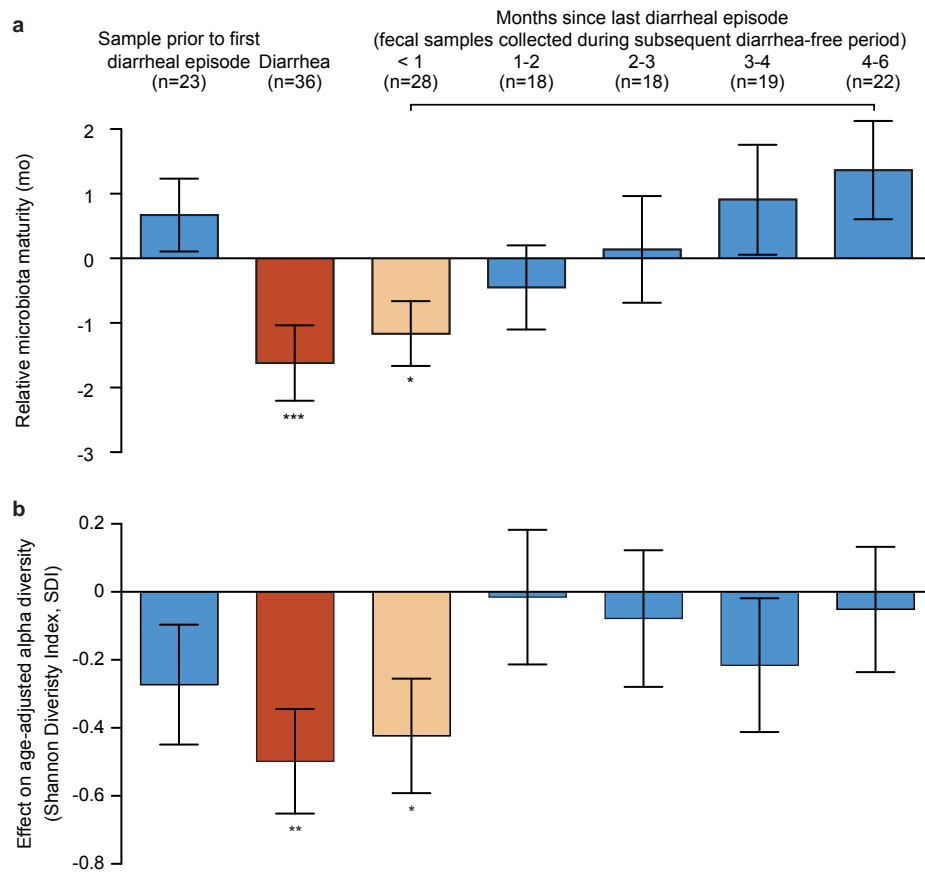 a
Months since last diarrheal episode
(fecal samples collected during subsequent diarrhea-free period)
Sample prior to first
diarrheal episode
(n=23)
Diarrhea
(n=36)
< 1
(n=28)
1-2
(n=18)
2-3
(n=18)
3-4
(n=19)
4-6
(n=22)
Relative microbiota maturity (mo)
2
1
0
-1
-2
-3
***
*
b
Effect on age-adjusted alpha diversity
(Shannon Diveristy Index, SDI)
0.2
0
-0.2
-0.4
-0.6
-0.8
**
*